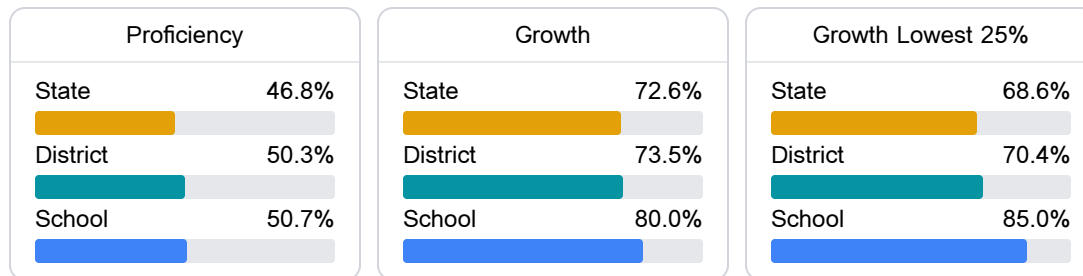 Proficiency
State 46.8%
District 50.3%
School 50.7%
Growth
State 72.6%
District 73.5%
School 80.0%
Growth Lowest 25%
State 68.6%
District 70.4%
School 85.0%